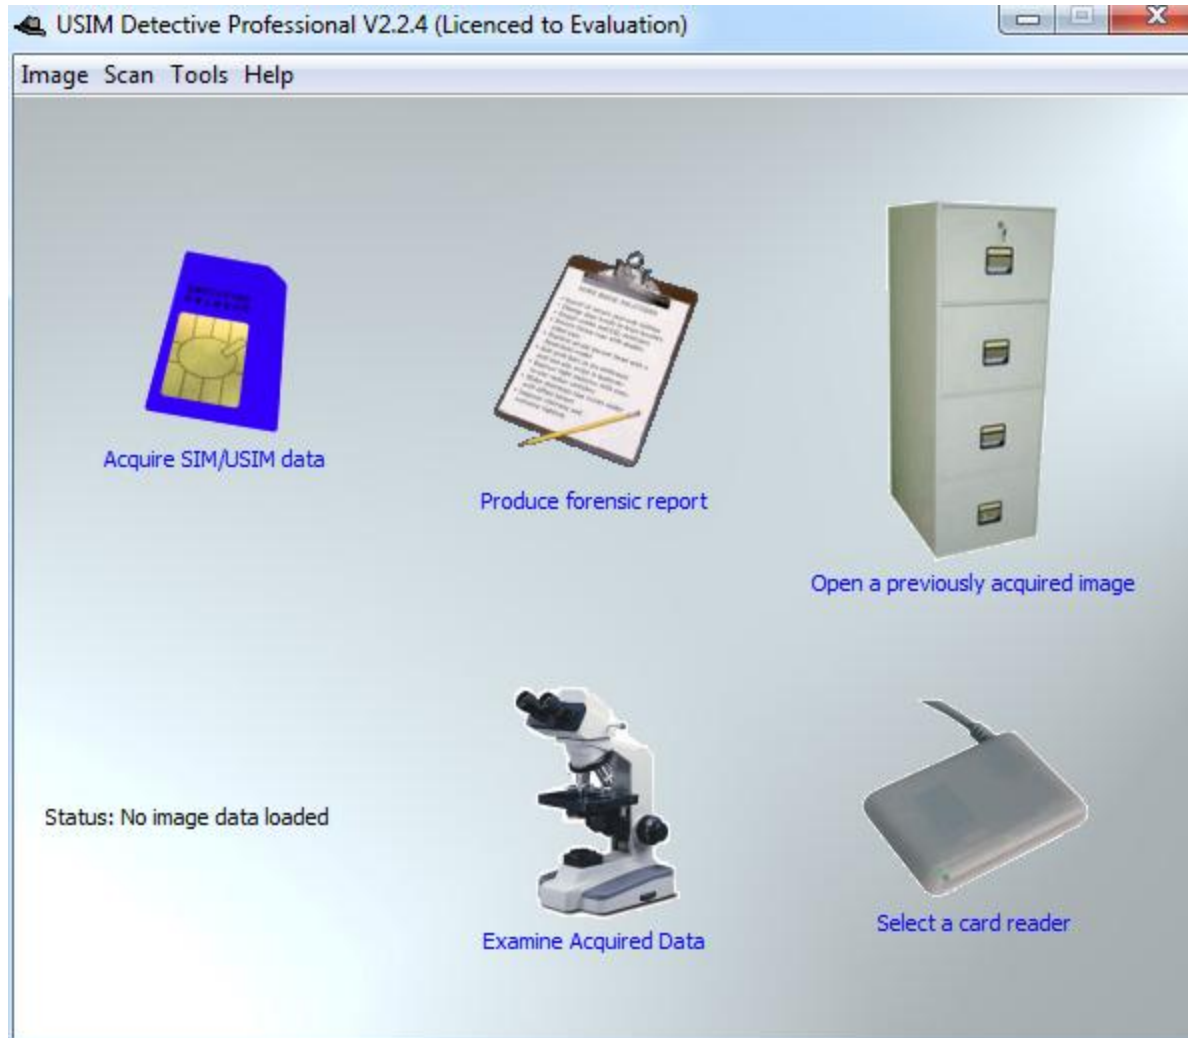 USIM Detective Professional V2.2.4 (Licenced to Evaluation)
Image Scan Tools Help
Acquire SIM/USIM data
Produce forensic report
Open a previously acquired image
Status: No image data loaded
Examine Acquired Data
Select a card reader